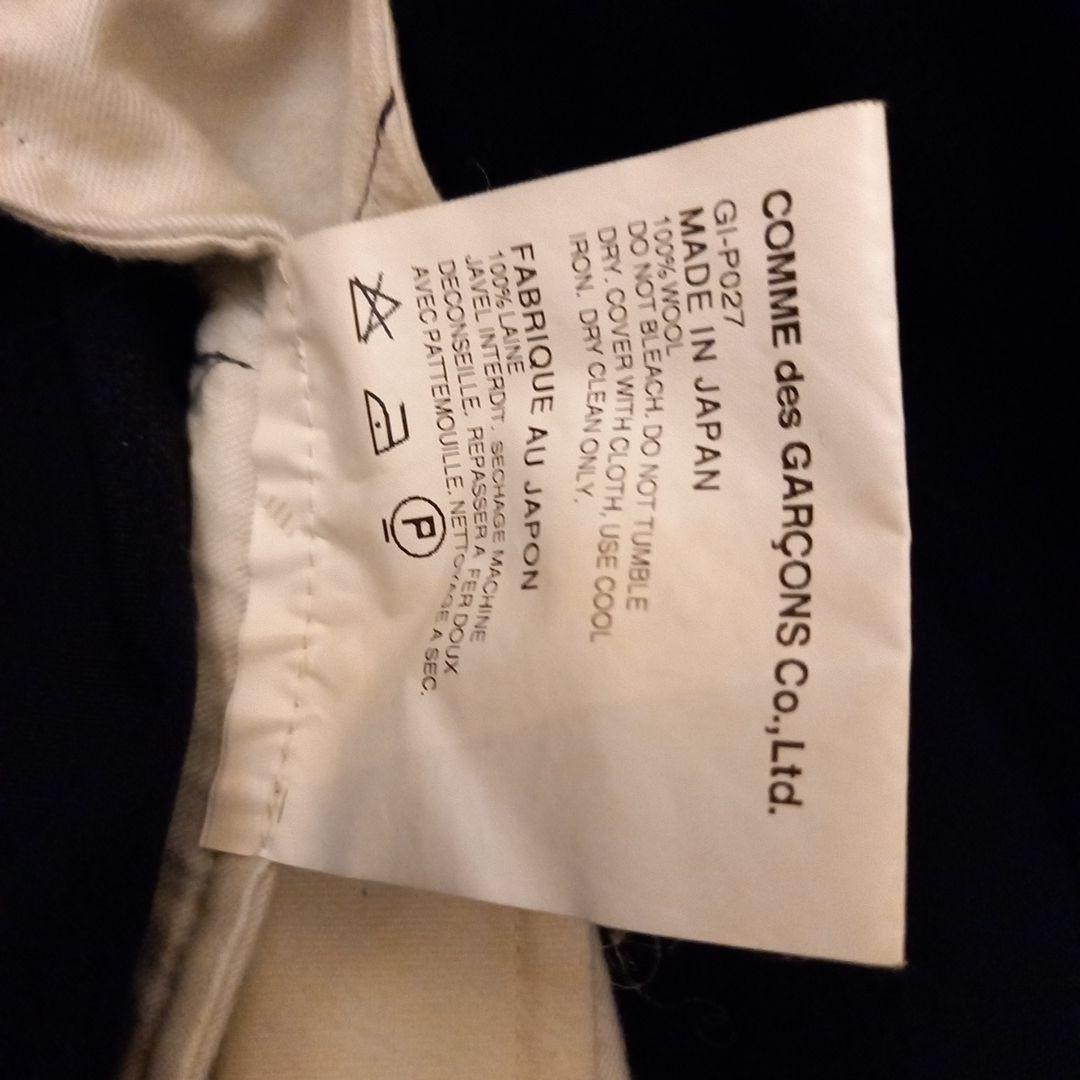 COMME des GARÇONS Co.,Ltd.
GI-P027
MADE IN JAPAN
100% WOOL
DO NOT BLEACH. DO NOT TUMBLE
DRY. COVER WITH CLOTH, USE COOL
IRON. DRY CLEAN ONLY.
FABRIQUE AU JAPON
100% LAINE
JAVEL INTERDIT. SECHAGE MACHINE
DECONSEILLE. REPASSER A FER DOUX
AVEC PATTEMOUILLE. NETTOYAGE A SEC.
P